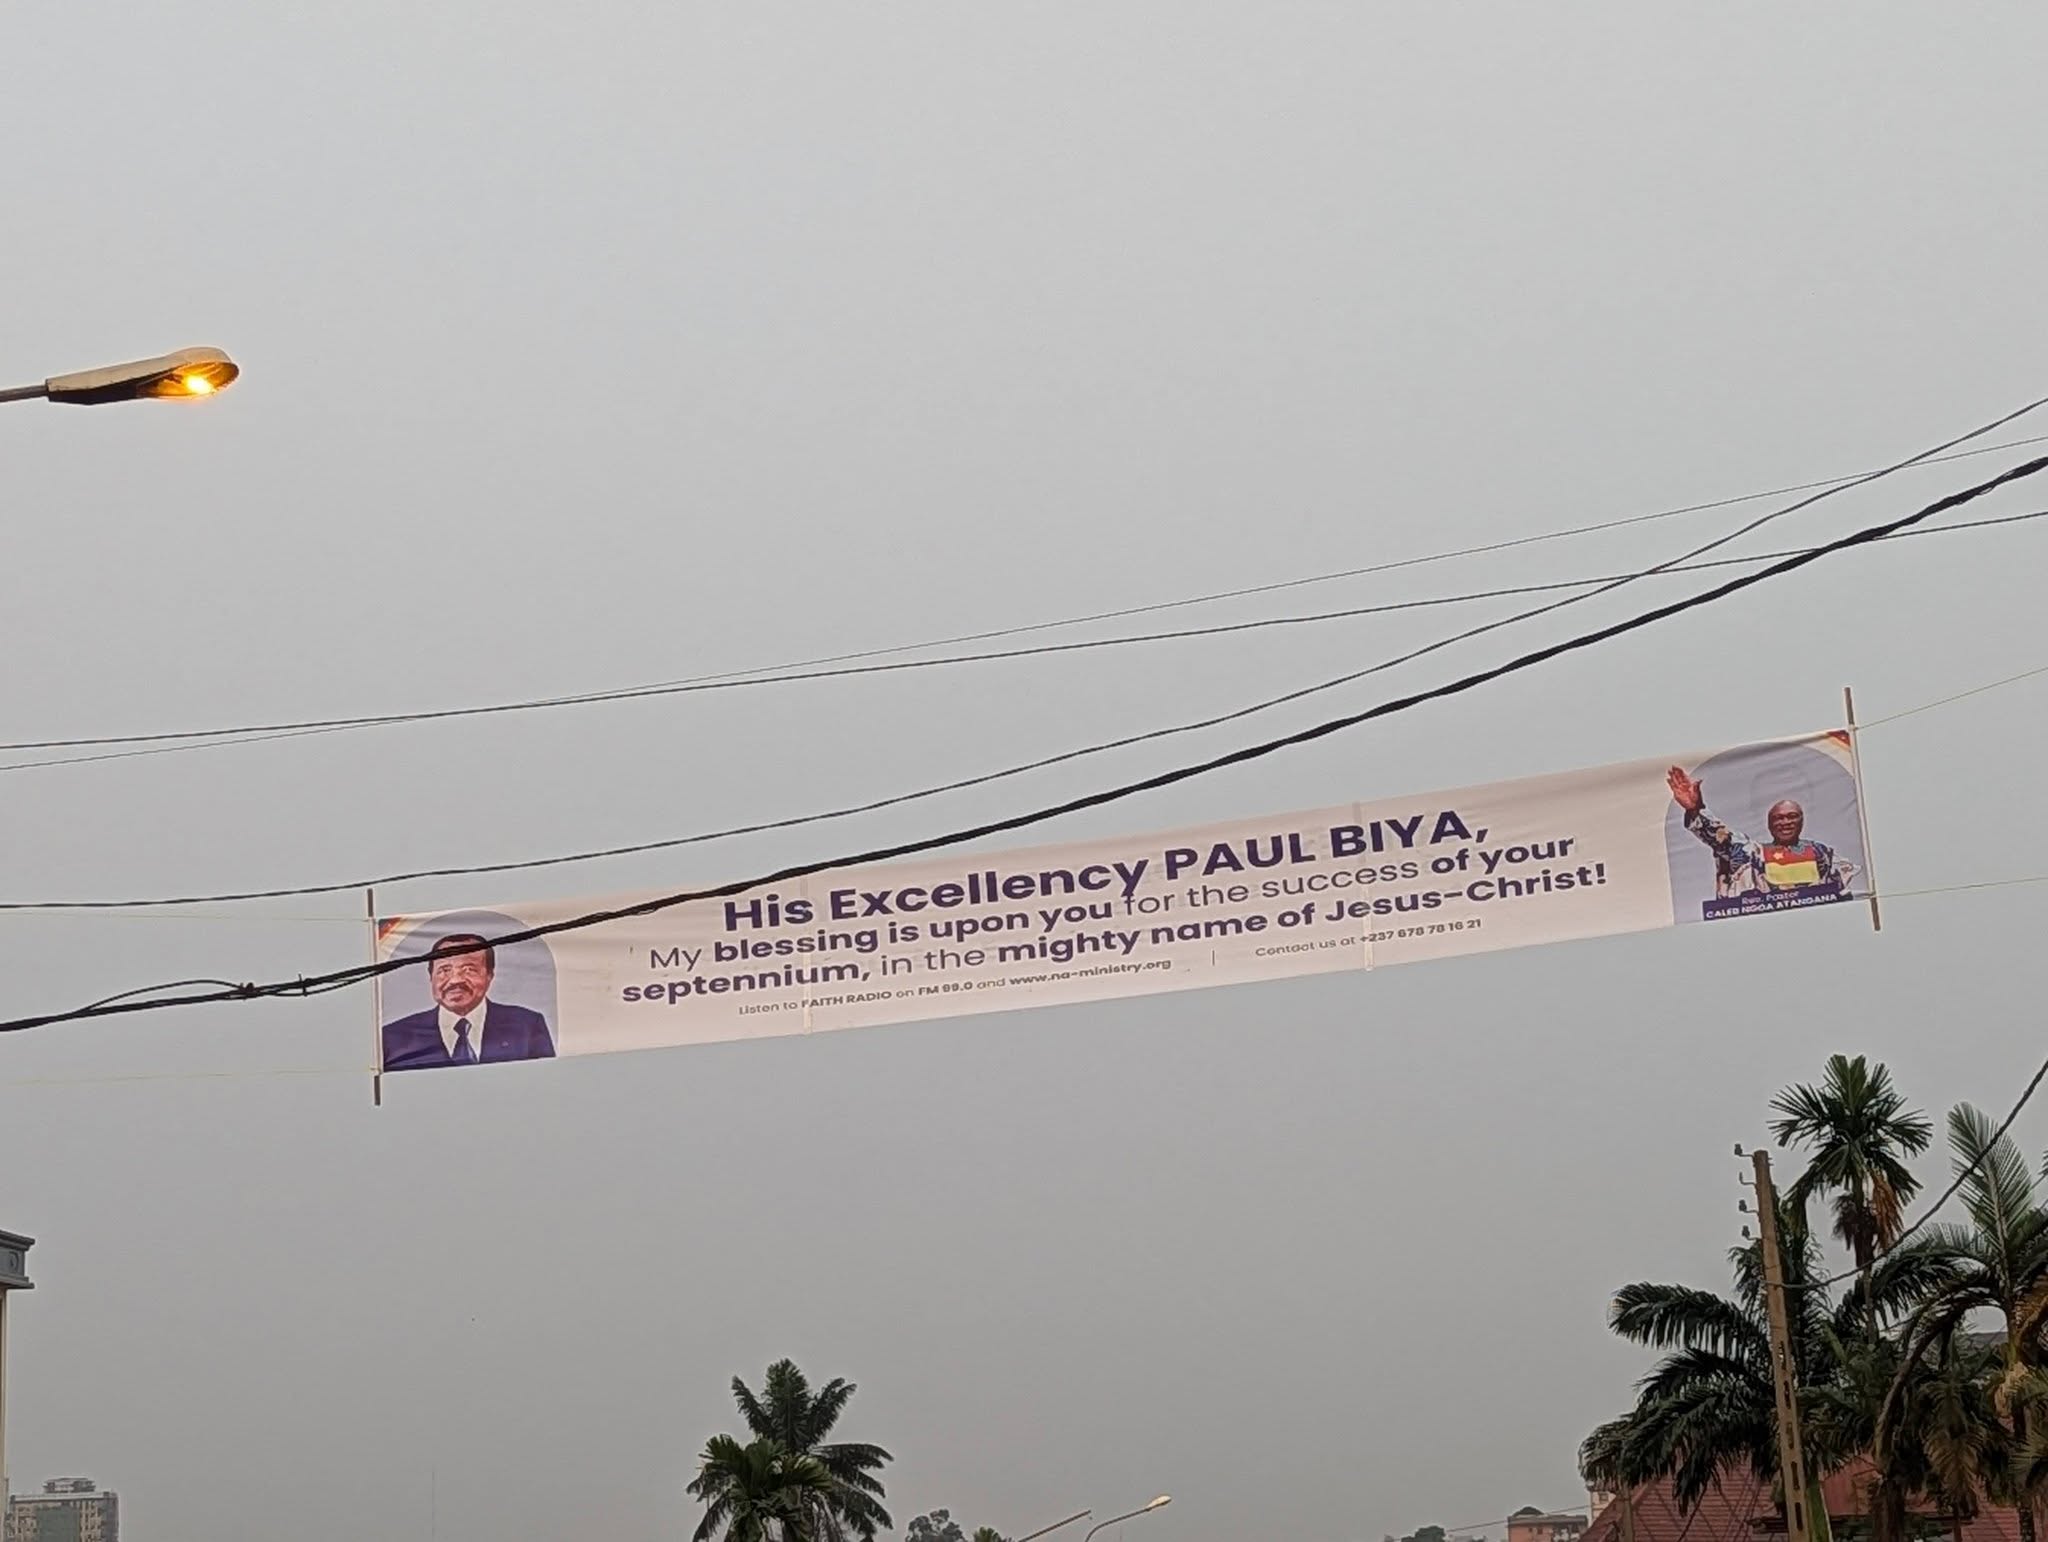 His Excellency PAUL BIYA,
My blessing is upon you for the success of your
septennium, in the mighty name of Jesus-Christ!
Listen to FAITH RADIO on FM 99.0 and www.na-ministry.org | Contact us at +237 678 78 16 21
Rev. Pastor
CALEB NGOA ATANGANA